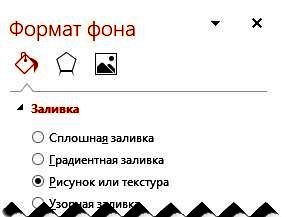 Формат фона
Заливка
Сплошная заливка
Градиентная заливка
Рисунок или текстура
Узорная заливка